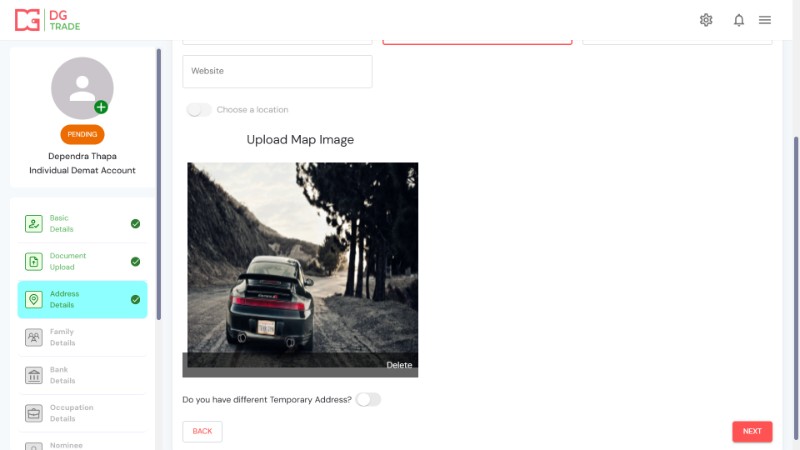 DG
TRADE
Website
Choose a location
Upload Map Image
PENDING
Dependra Thapa
Individual Demat Account
Basic
Details
Document
Upload
Address
Details
Family
Details
Bank
Details
Occupation
Details
Nominee
Delete
Do you have different Temporary Address?
BACK
NEXT